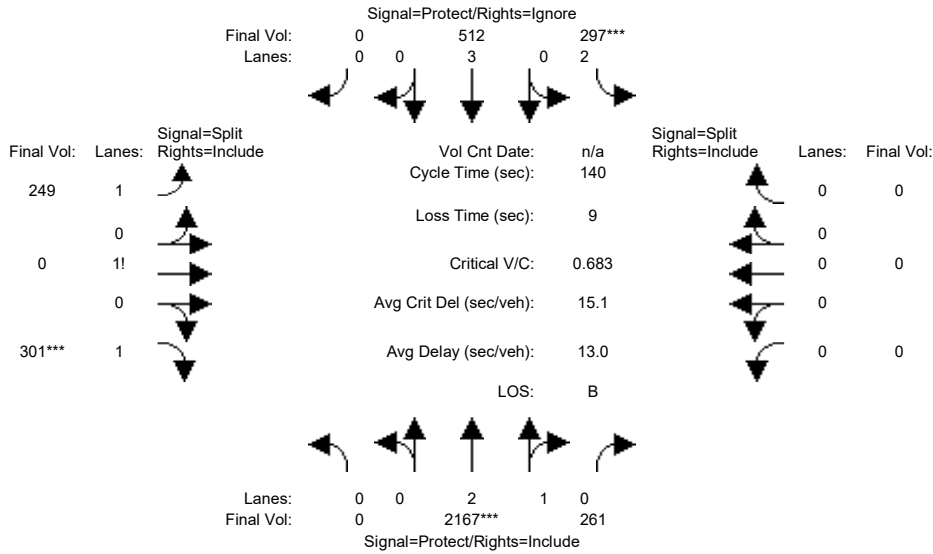 Signal=Protect/Rights=Ignore
Final Vol: 0 512 297***
Lanes: 0 0 3 0 2
Signal=Split Signal=Split
Final Vol: Lanes: Rights=Include Vol Cnt Date: n/a Rights=Include Lanes: Final Vol:
Cycle Time (sec): 140
249 1 0 0
Loss Time (sec): 9
0 0
0 1! Critical V/C: 0.683 0 0
0 Avg Crit Del (sec/veh): 15.1 0
301*** 1 Avg Delay (sec/veh): 13.0 0 0
LOS: B
Lanes: 0 0 2 1 0
Final Vol: 0 2167*** 261
Signal=Protect/Rights=Include